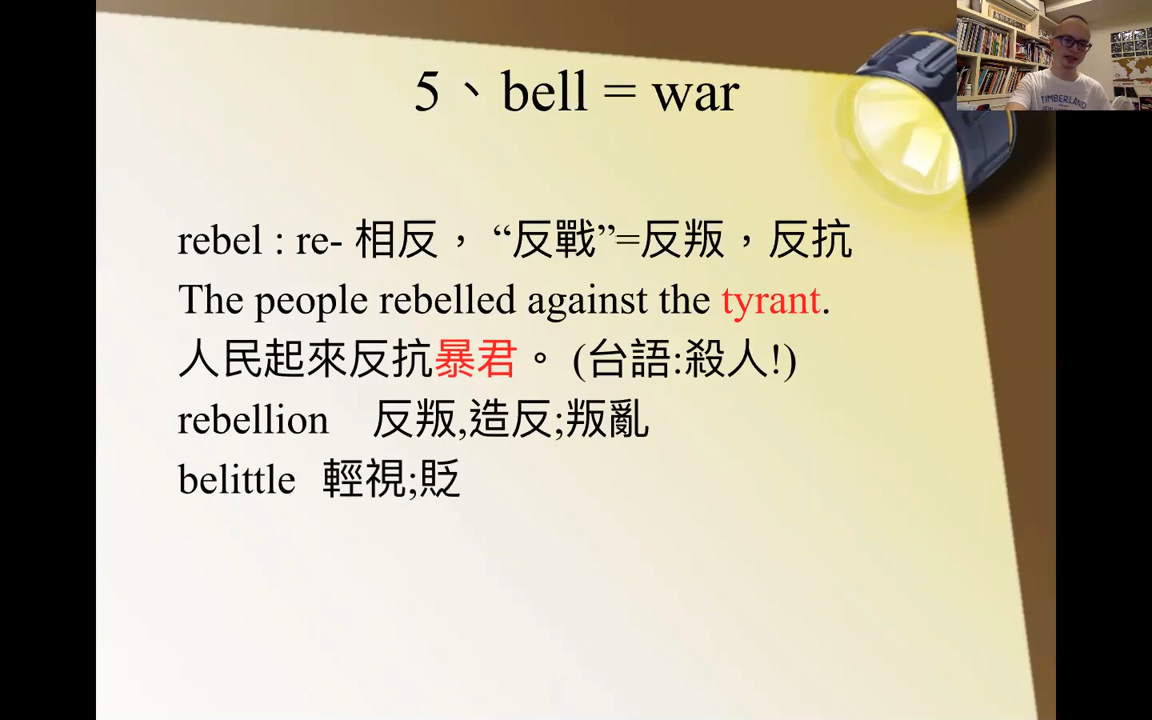 5、bell = war
rebel : re- 相反， “反戰”=反叛，反抗
The people rebelled against the tyrant.
人民起來反抗暴君。 (台語:殺人!)
rebellion 反叛,造反;叛亂
belittle 輕視;貶
TIMBERLAND